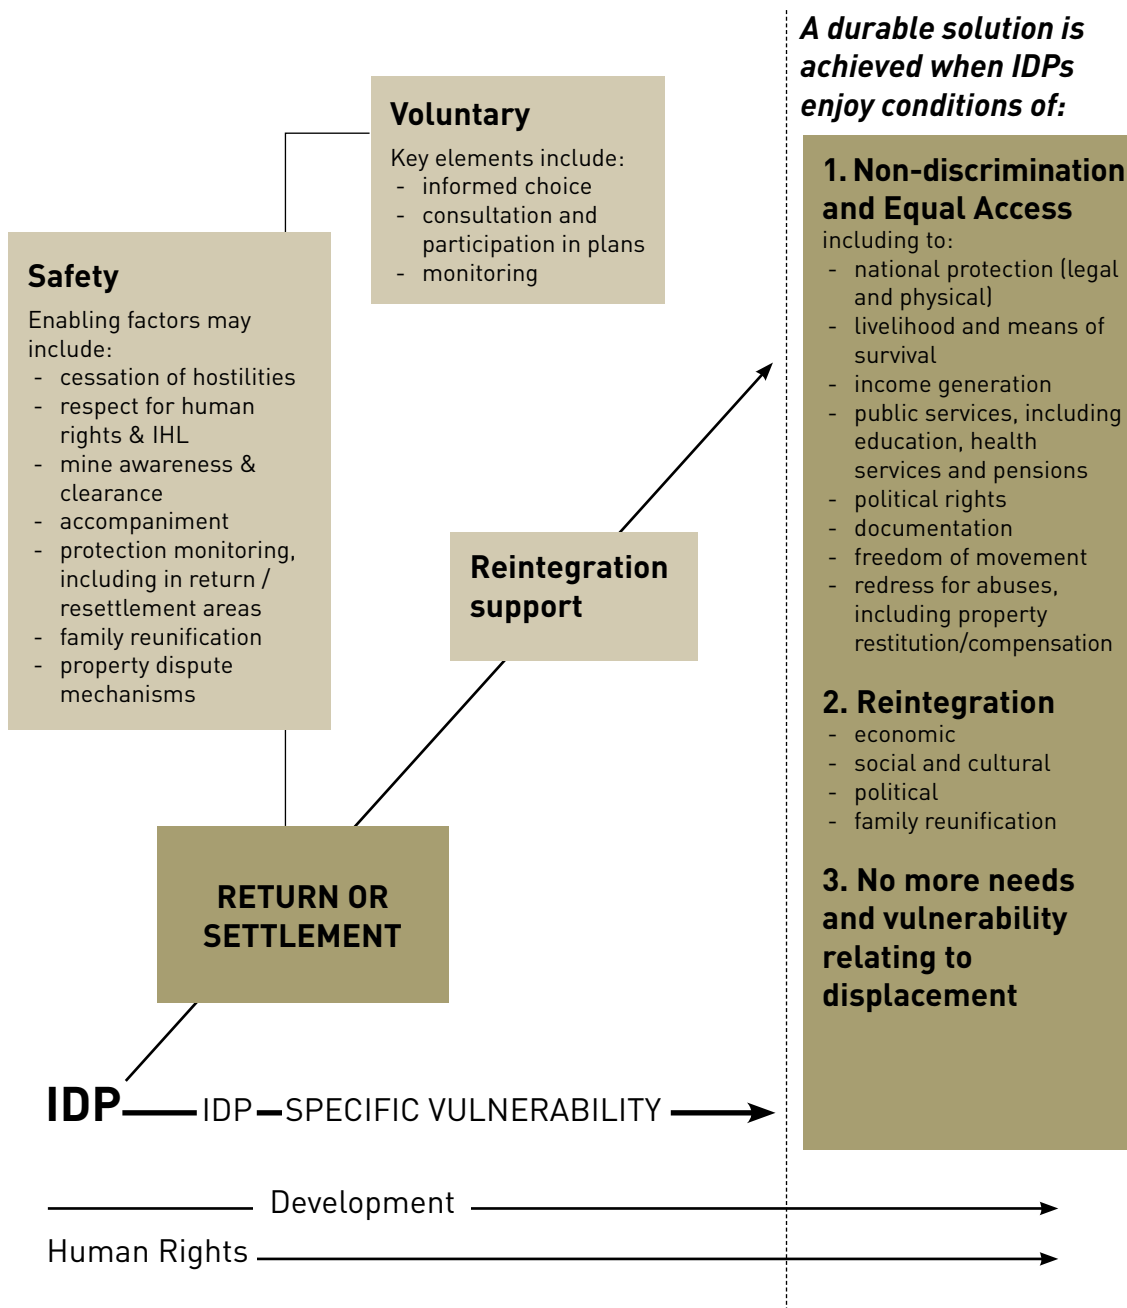 A durable solution is
achieved when IDPs
enjoy conditions of:
Voluntary
Key elements include:
- informed choice
- consultation and
participation in plans
- monitoring
Safety
Enabling factors may
include:
- cessation of hostilities
- respect for human
rights & IHL
- mine awareness &
clearance
- accompaniment
- protection monitoring,
including in return /
resettlement areas
- family reunification
- property dispute
mechanisms
Reintegration
support
RETURN OR
SETTLEMENT
1. Non-discrimination
and Equal Access
including to:
- national protection (legal
and physical)
- livelihood and means of
survival
- income generation
- public services, including
education, health
services and pensions
- political rights
- documentation
- freedom of movement
- redress for abuses,
including property
restitution/compensation
2. Reintegration
- economic
- social and cultural
- political
- family reunification
3. No more needs
and vulnerability
relating to
displacement
IDP IDP SPECIFIC VULNERABILITY
Development
Human Rights